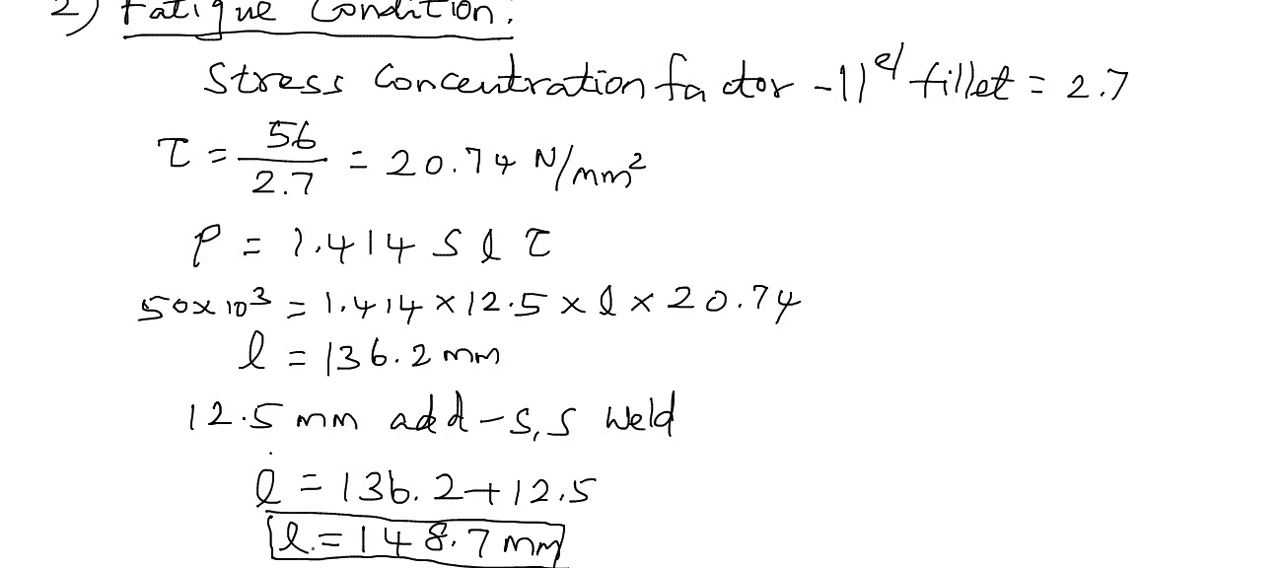 2) Fatigue Condition:
Stress Concentration factor - ||el fillet = 2.7
τ = 56/2.7 = 20.74 N/mm²
P = 1.414 s l τ
50×10³ = 1.414 × 12.5 × l × 20.74
l = 136.2 mm
12.5 mm add - s, s weld
l = 136.2 + 12.5
l = 148.7 mm